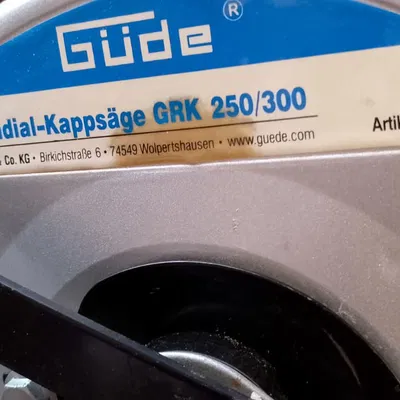 Güde ®
dial-Kappsäge GRK 250/300
Co. KG • Birkichstraße 6 • 74549 Wolpertshausen • www.guede.com
Artik